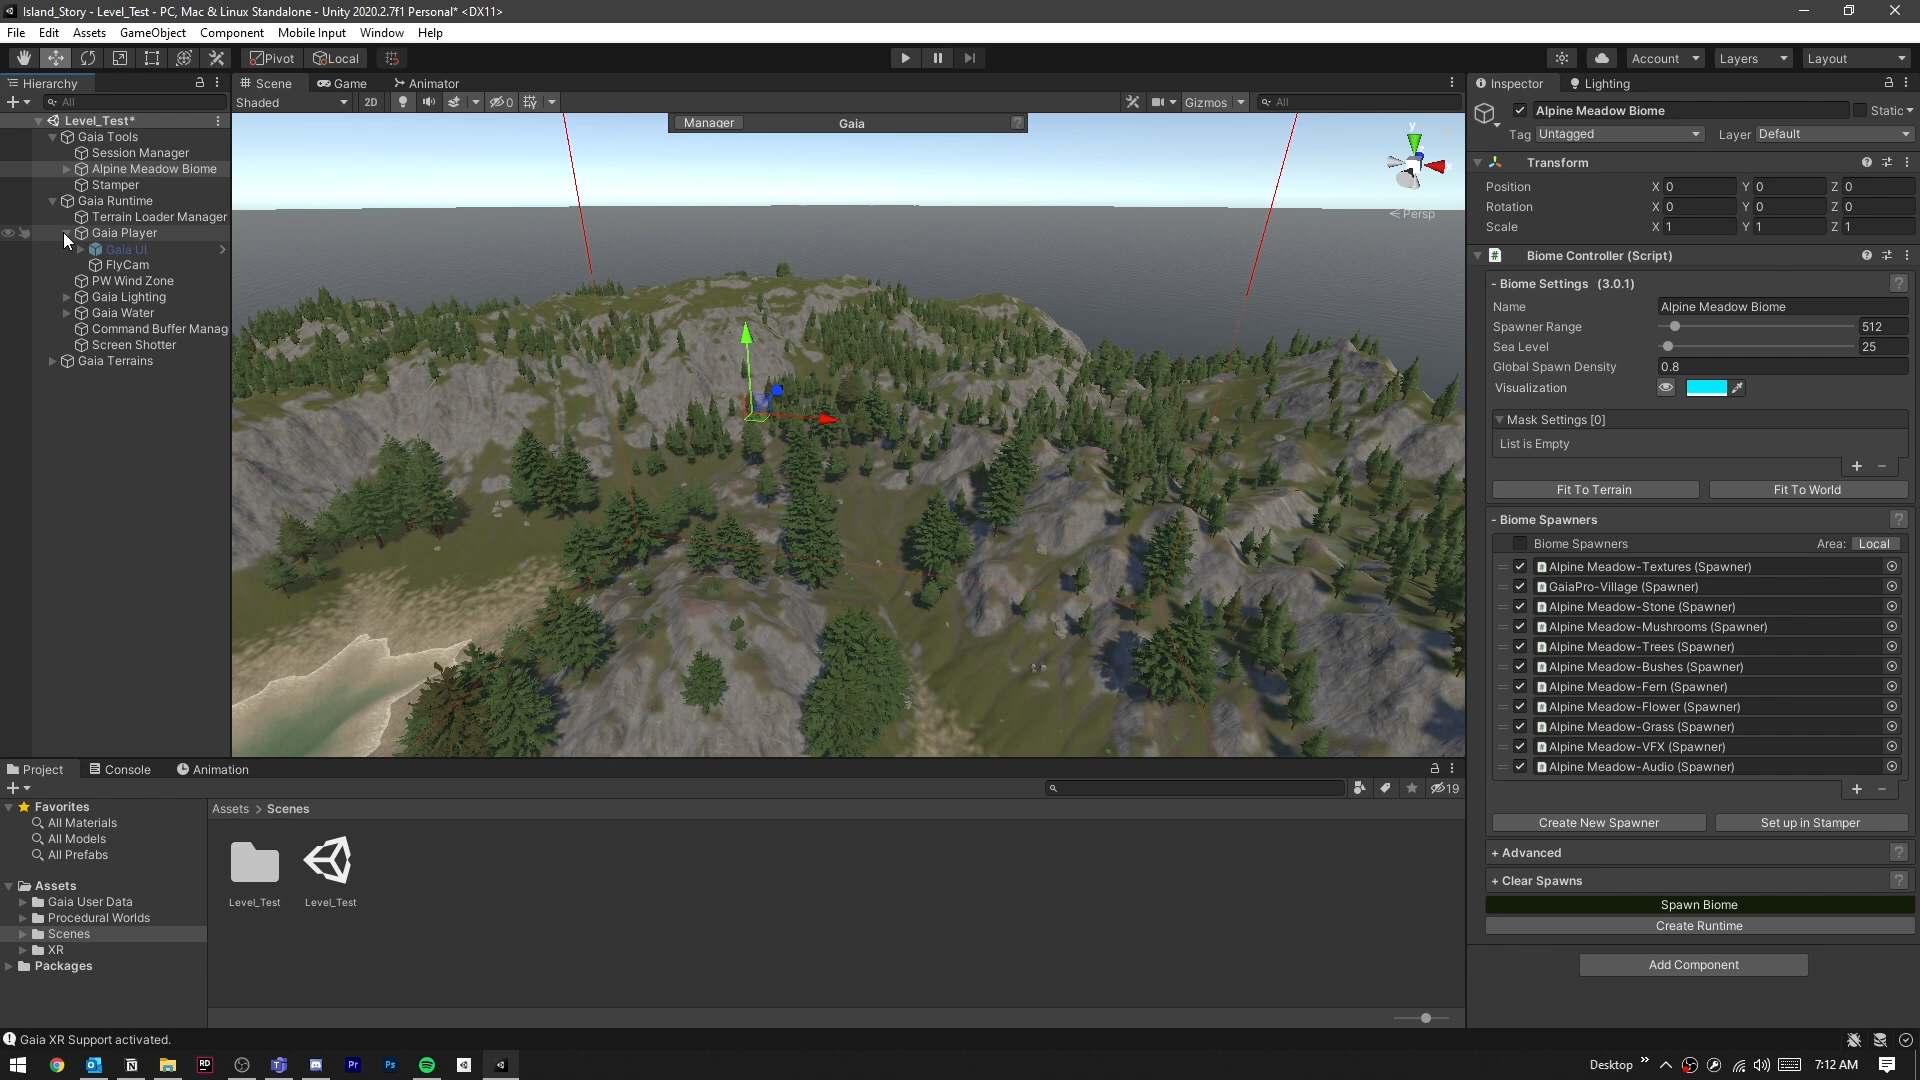 Island_Story - Level_Test - PC, Mac & Linux Standalone - Unity 2020.2.7f1 Personal* <DX11>
File Edit Assets GameObject Component Mobile Input Window Help
Pivot Local Account Layers Layout
Hierarchy
All
Level_Test*
Gaia Tools
Session Manager
Alpine Meadow Biome
Stamper
Gaia Runtime
Terrain Loader Manager
Gaia Player
Gaia UI
FlyCam
PW Wind Zone
Gaia Lighting
Gaia Water
Command Buffer Manag
Screen Shotter
Gaia Terrains
Scene Game Animator
Shaded 2D 0 Gizmos All
Manager Gaia ?
y
Persp
Inspector Lighting
Alpine Meadow Biome Static
Tag Untagged Layer Default
Transform
Position X 0 Y 0 Z 0
Rotation X 0 Y 0 Z 0
Scale X 1 Y 1 Z 1
# Biome Controller (Script)
- Biome Settings (3.0.1) ?
Name Alpine Meadow Biome
Spawner Range 512
Sea Level 25
Global Spawn Density 0.8
Visualization
Mask Settings [0]
List is Empty
+ -
Fit To Terrain Fit To World
- Biome Spawners ?
Biome Spawners Area: Local
Alpine Meadow-Textures (Spawner)
GaiaPro-Village (Spawner)
Alpine Meadow-Stone (Spawner)
Alpine Meadow-Mushrooms (Spawner)
Alpine Meadow-Trees (Spawner)
Alpine Meadow-Bushes (Spawner)
Alpine Meadow-Fern (Spawner)
Alpine Meadow-Flower (Spawner)
Alpine Meadow-Grass (Spawner)
Alpine Meadow-VFX (Spawner)
Alpine Meadow-Audio (Spawner)
+ -
Create New Spawner Set up in Stamper
+ Advanced ?
+ Clear Spawns ?
Spawn Biome
Create Runtime
Add Component
Project Console Animation
19
Favorites
All Materials
All Models
All Prefabs
Assets
Gaia User Data
Procedural Worlds
Scenes
XR
Packages
Assets > Scenes
Level_Test Level_Test
Gaia XR Support activated.
RD Pr Ps
Desktop » 7:12 AM